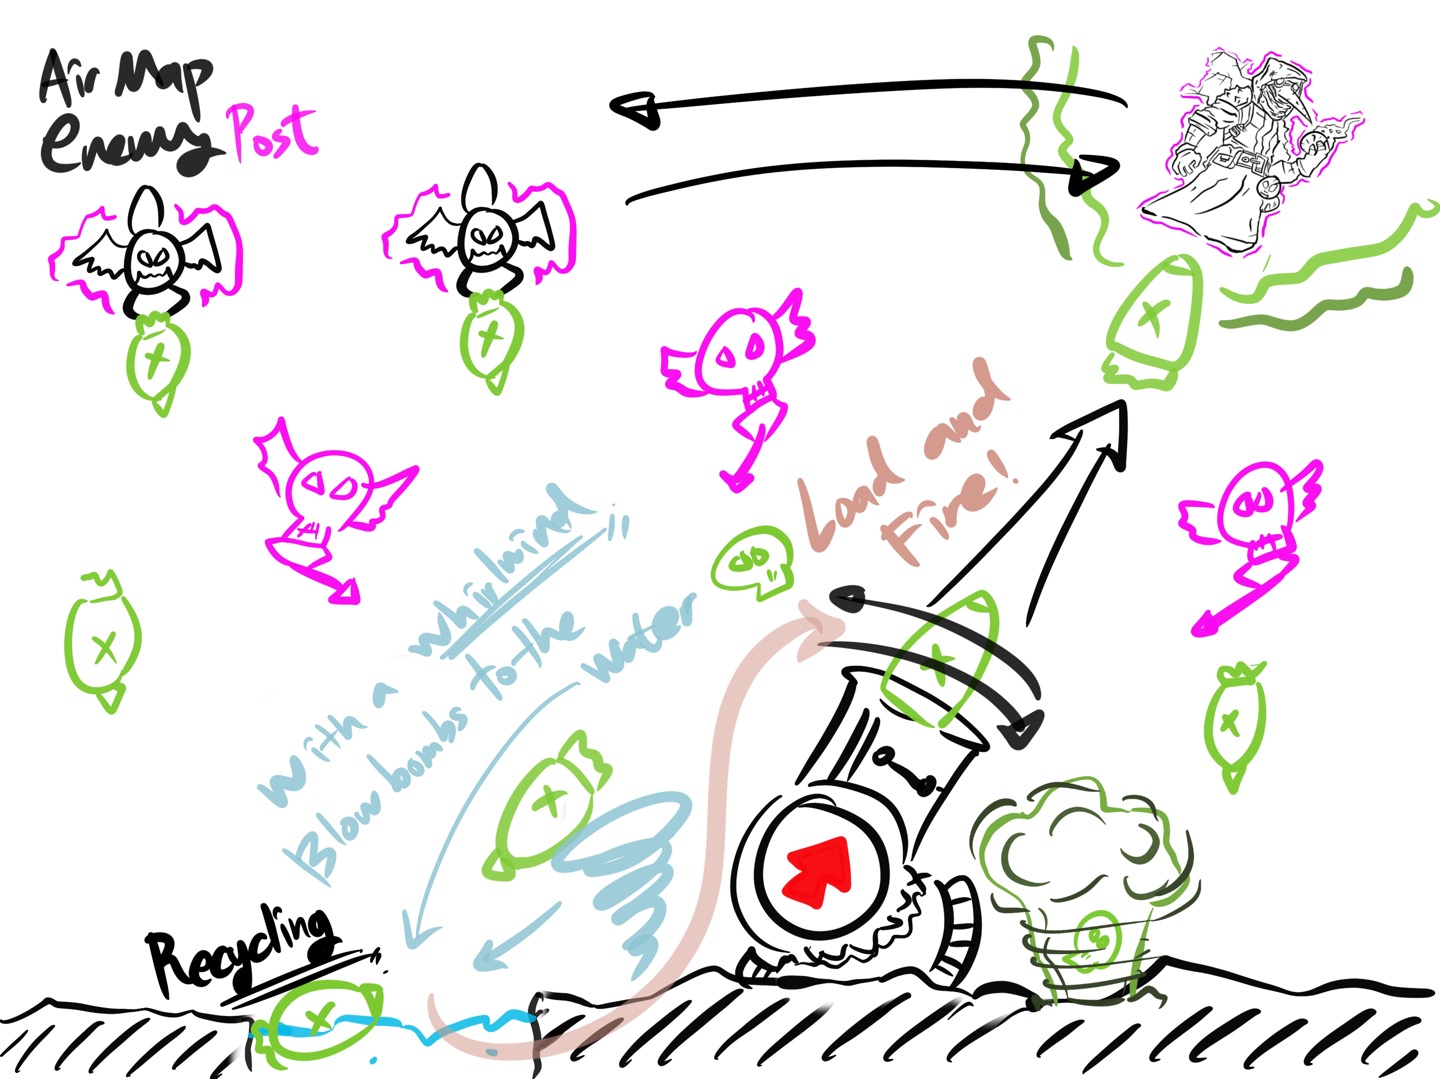 Air Map
Enemy Post
Load and
Fire!
With a whirlwind
Blow bombs to the
water
Recycling